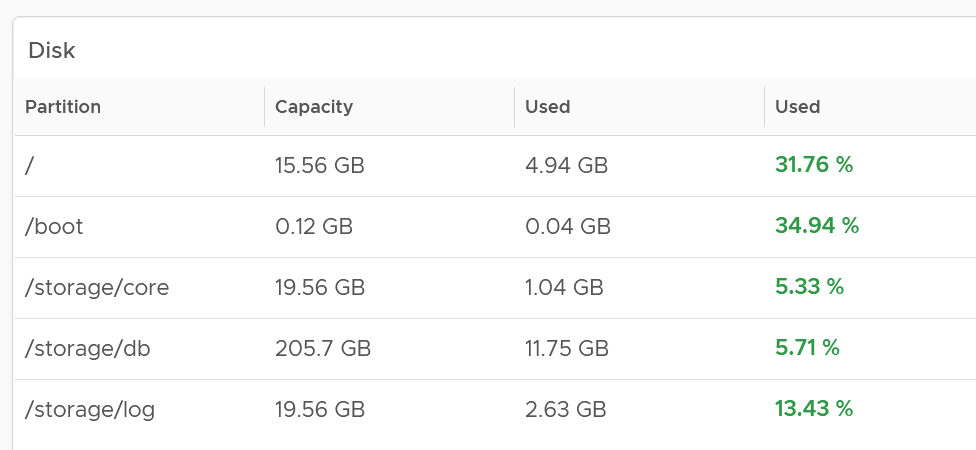 Disk
Partition Capacity Used Used
/ 15.56 GB 4.94 GB 31.76 %
/boot 0.12 GB 0.04 GB 34.94 %
/storage/core 19.56 GB 1.04 GB 5.33 %
/storage/db 205.7 GB 11.75 GB 5.71 %
/storage/log 19.56 GB 2.63 GB 13.43 %